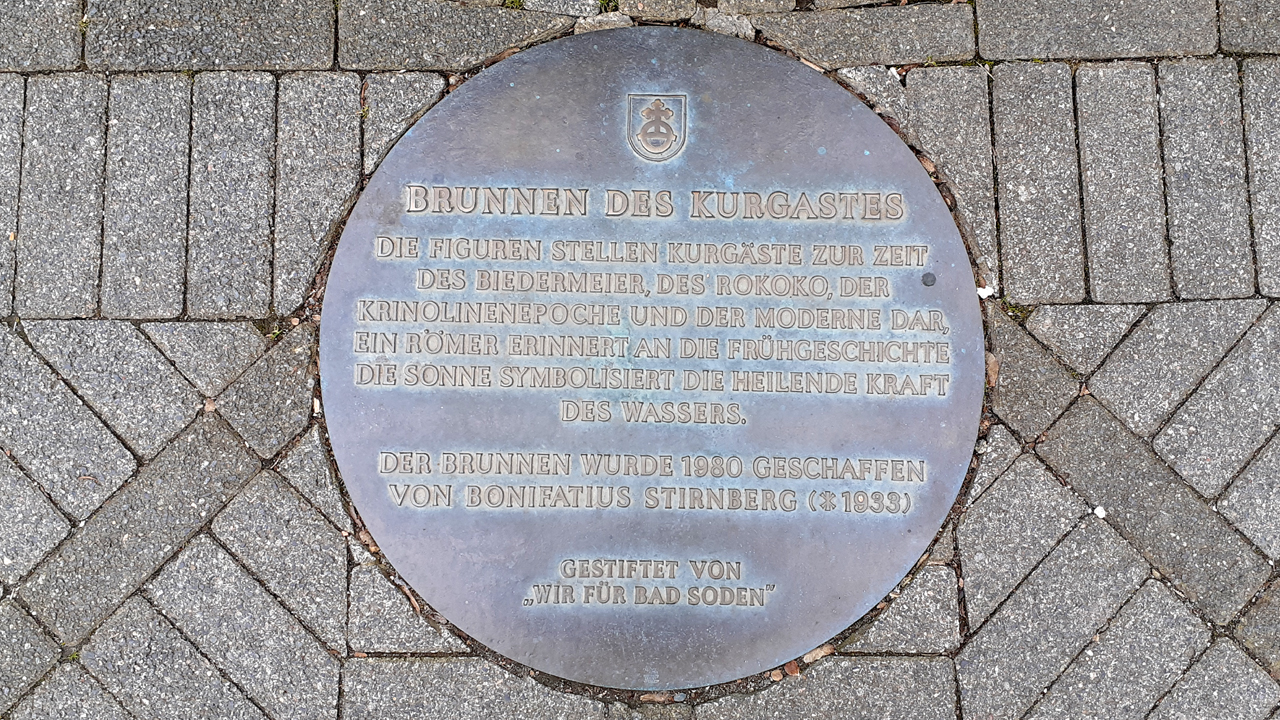 BRUNNEN DES KURGASTES
DIE FIGUREN STELLEN KURGÄSTE ZUR ZEIT
DES BIEDERMEIER, DES ROKOKO, DER
KRINOLINENEPOCHE UND DER MODERNE DAR,
EIN RÖMER ERINNERT AN DIE FRÜHGESCHICHTE
DIE SONNE SYMBOLISIERT DIE HEILENDE KRAFT
DES WASSERS.
DER BRUNNEN WURDE 1980 GESCHAFFEN
VON BONIFATIUS STIRNBERG (*1933)
GESTIFTET VON
„WIR FÜR BAD SODEN”